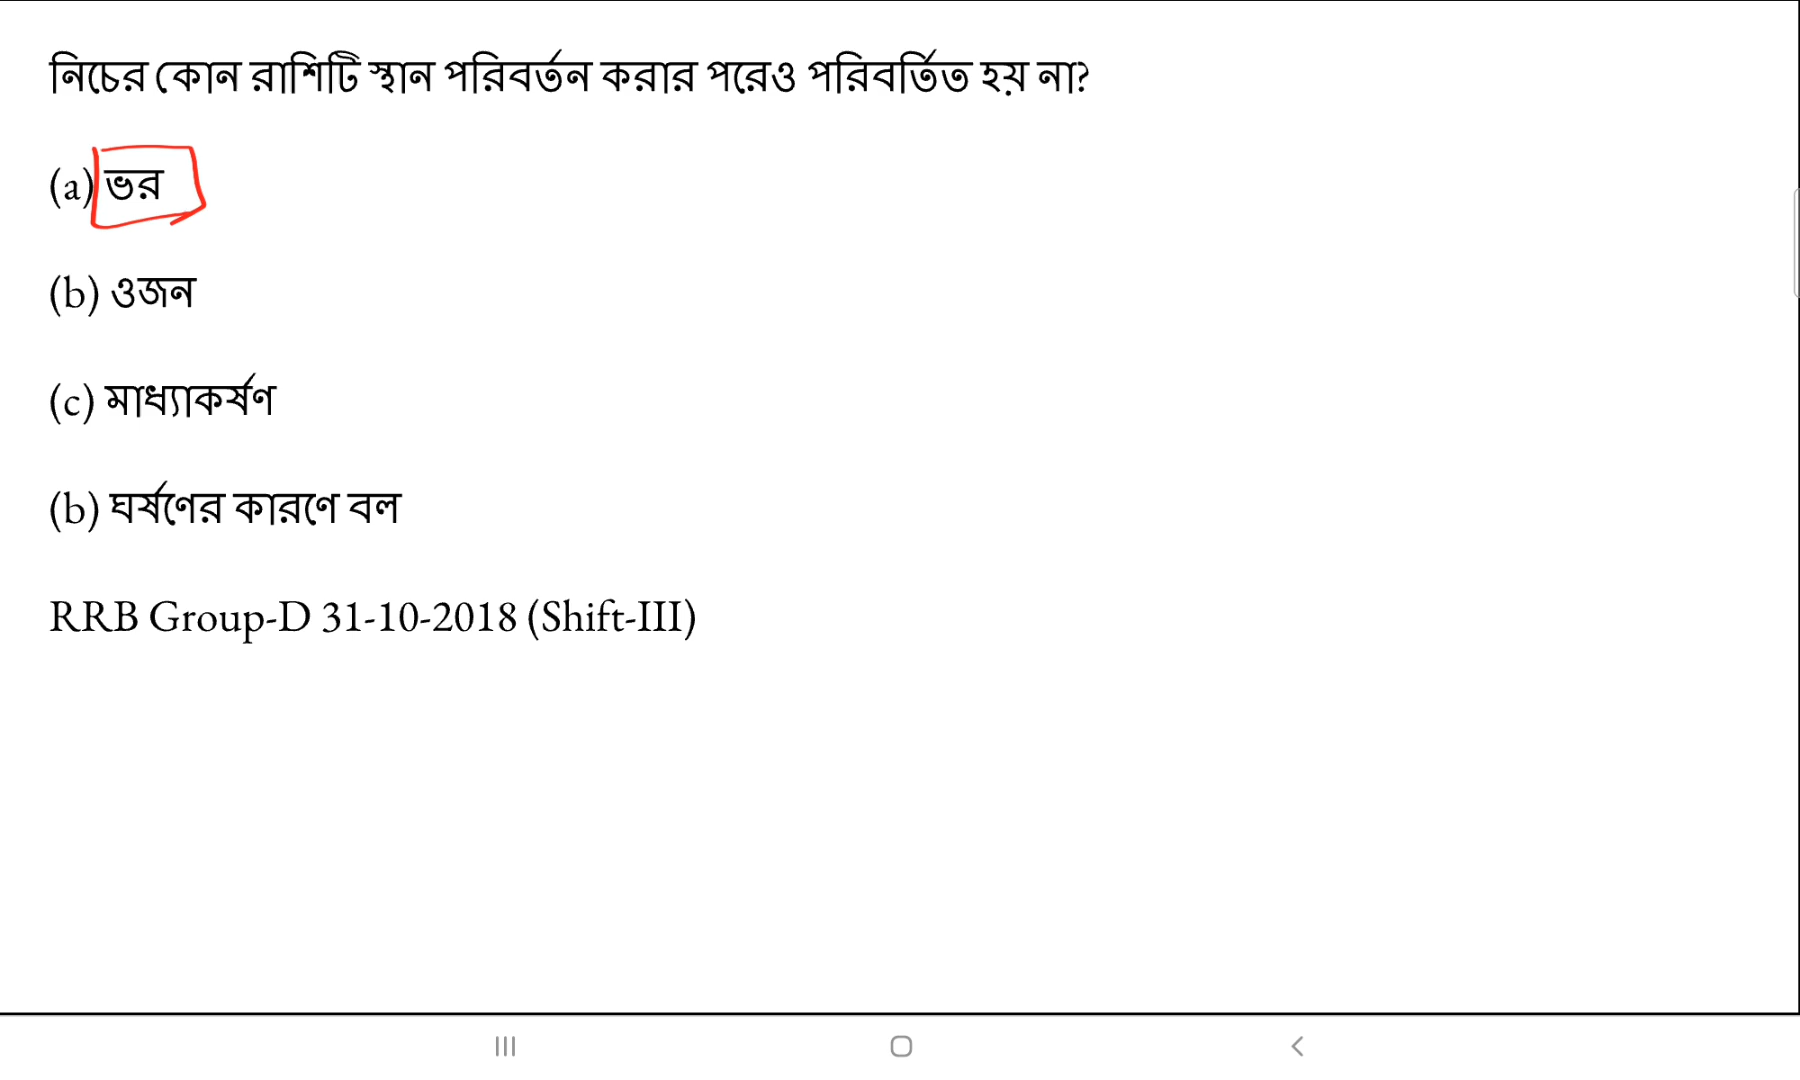 নিচের কোন রাশিটি স্থান পরিবর্তন করার পরেও পরিবর্তিত হয় না?
(a) ভর
(b) ওজন
(c) মাধ্যাকর্ষণ
(b) ঘর্ষণের কারণে বল
RRB Group-D 31-10-2018 (Shift-III)